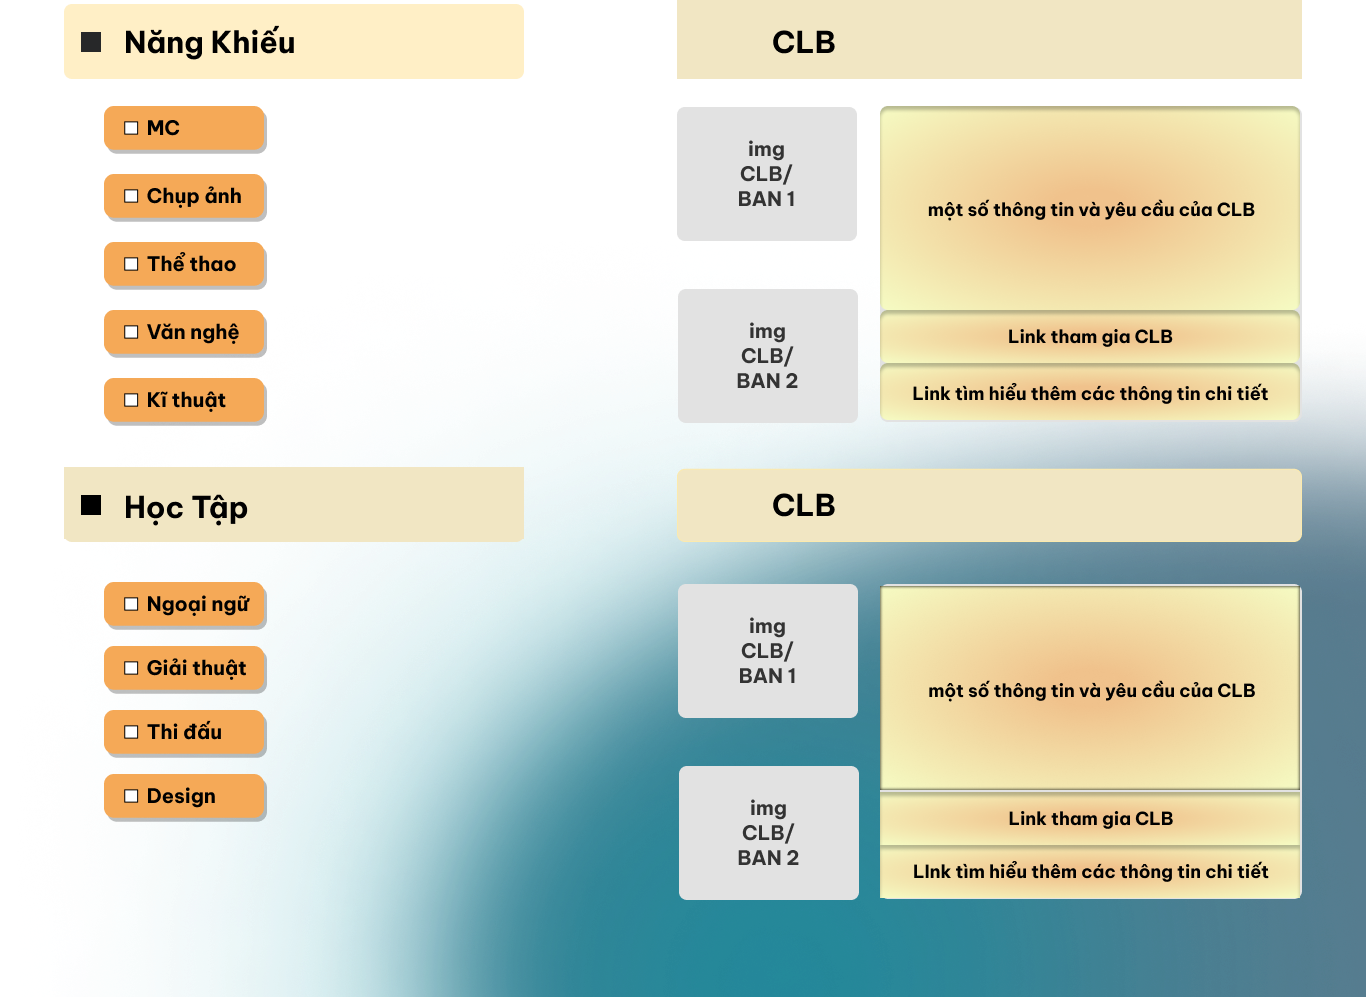 Năng Khiếu
MC
Chụp ảnh
Thể thao
Văn nghệ
Kĩ thuật
CLB
img
CLB/
BAN 1
img
CLB/
BAN 2
một số thông tin và yêu cầu của CLB
Link tham gia CLB
Link tìm hiểu thêm các thông tin chi tiết
Học Tập
Ngoại ngữ
Giải thuật
Thi đấu
Design
CLB
img
CLB/
BAN 1
img
CLB/
BAN 2
một số thông tin và yêu cầu của CLB
Link tham gia CLB
LInk tìm hiểu thêm các thông tin chi tiết